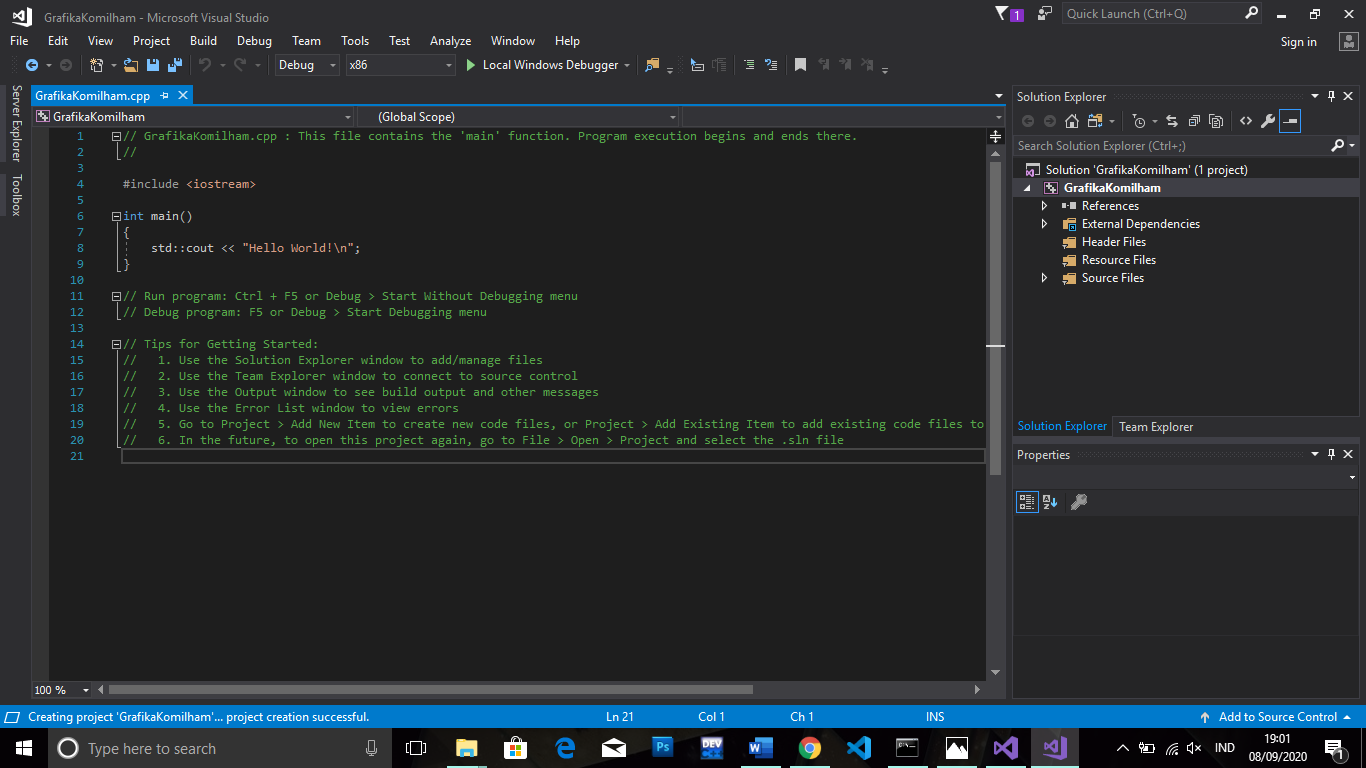 GrafikaKomilham - Microsoft Visual Studio
1
Quick Launch (Ctrl+Q)
File Edit View Project Build Debug Team Tools Test Analyze Window Help
Sign in
Debug x86 Local Windows Debugger
Server Explorer
Toolbox
GrafikaKomilham.cpp
GrafikaKomilham (Global Scope)
1 // GrafikaKomilham.cpp : This file contains the 'main' function. Program execution begins and ends there.
2 //
3
4 #include <iostream>
5
6 int main()
7 {
8 std::cout << "Hello World!\n";
9 }
10
11 // Run program: Ctrl + F5 or Debug > Start Without Debugging menu
12 // Debug program: F5 or Debug > Start Debugging menu
13
14 // Tips for Getting Started:
15 // 1. Use the Solution Explorer window to add/manage files
16 // 2. Use the Team Explorer window to connect to source control
17 // 3. Use the Output window to see build output and other messages
18 // 4. Use the Error List window to view errors
19 // 5. Go to Project > Add New Item to create new code files, or Project > Add Existing Item to add existing code files to
20 // 6. In the future, to open this project again, go to File > Open > Project and select the .sln file
21
100 %
Solution Explorer
Search Solution Explorer (Ctrl+;)
Solution 'GrafikaKomilham' (1 project)
GrafikaKomilham
References
External Dependencies
Header Files
Resource Files
Source Files
Solution Explorer Team Explorer
Properties
Creating project 'GrafikaKomilham'... project creation successful. Ln 21 Col 1 Ch 1 INS Add to Source Control
Type here to search
Ps
DEV
IND
19:01
08/09/2020
1